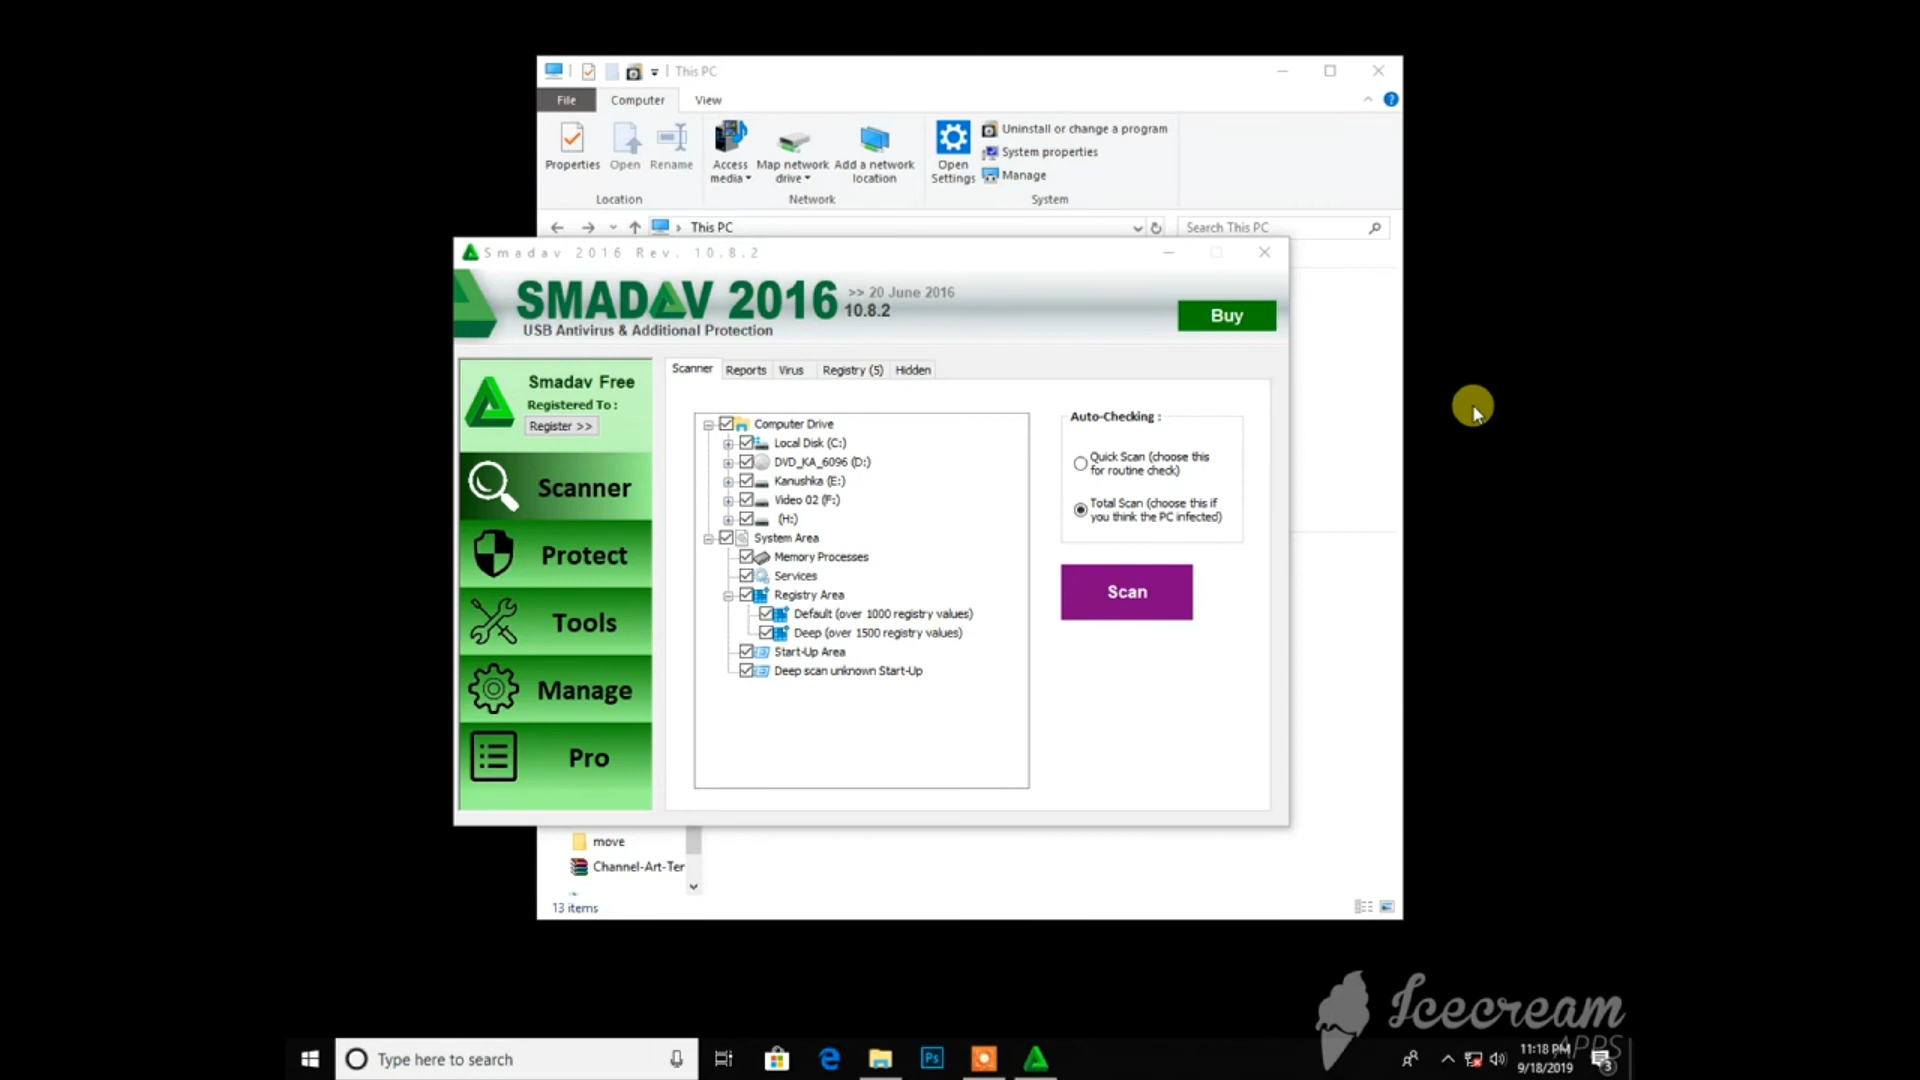 This PC
File
Computer
View
Properties
Open
Rename
Access media
Map network drive
Add a network location
Open Settings
Uninstall or change a program
System properties
Manage
Location
Network
System
This PC
Search This PC
Smadav 2016 Rev. 10.8.2
SMADAV 2016
>> 20 June 2016
10.8.2
USB Antivirus & Additional Protection
Buy
Smadav Free
Registered To :
Register >>
Scanner
Protect
Tools
Manage
Pro
Scanner
Reports
Virus
Registry (5)
Hidden
Computer Drive
Local Disk (C:)
DVD_KA_6096 (D:)
Kanushka (E:)
Video 02 (F:)
(H:)
System Area
Memory Processes
Services
Registry Area
Default (over 1000 registry values)
Deep (over 1500 registry values)
Start-Up Area
Deep scan unknown Start-Up
Auto-Checking :
Quick Scan (choose this
for routine check)
Total Scan (choose this if
you think the PC infected)
Scan
move
Channel-Art-Ter
13 items
Icecream
APPS
Type here to search
Ps
11:18 PM
9/18/2019
3